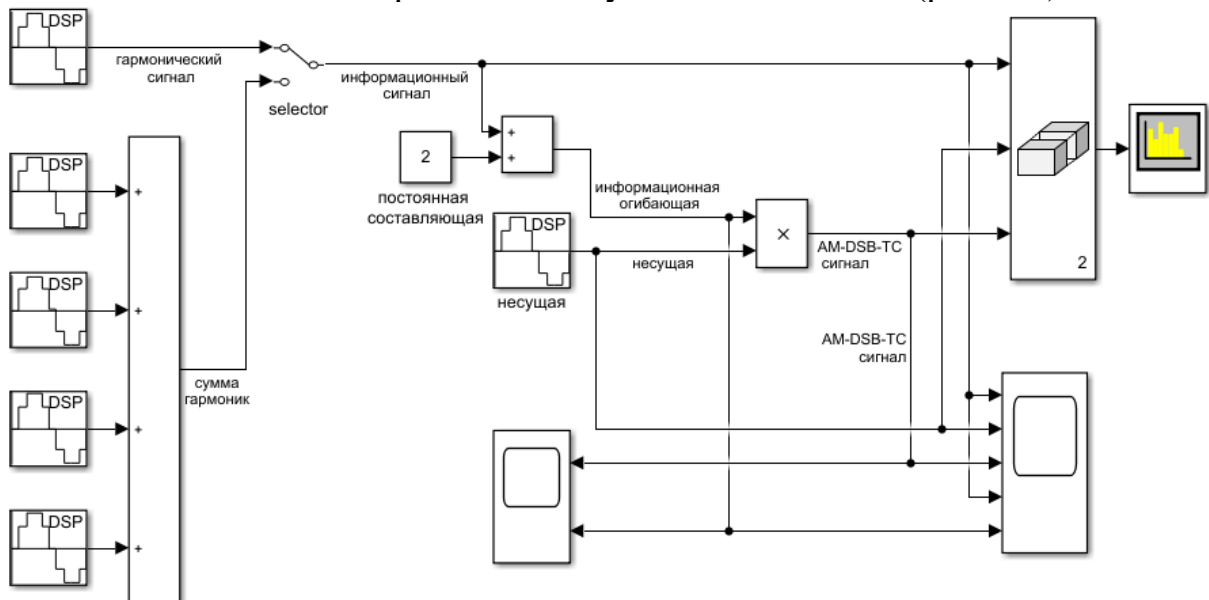 DSP
гармонический
сигнал
selector
информационный
сигнал
DSP
+
+
+
2
постоянная
составляющая
информационная
огибающая
DSP
несущая
несущая
×
AM-DSB-TC
сигнал
2
AM-DSB-TC
сигнал
DSP
+
сумма
гармоник
DSP
+
DSP
+